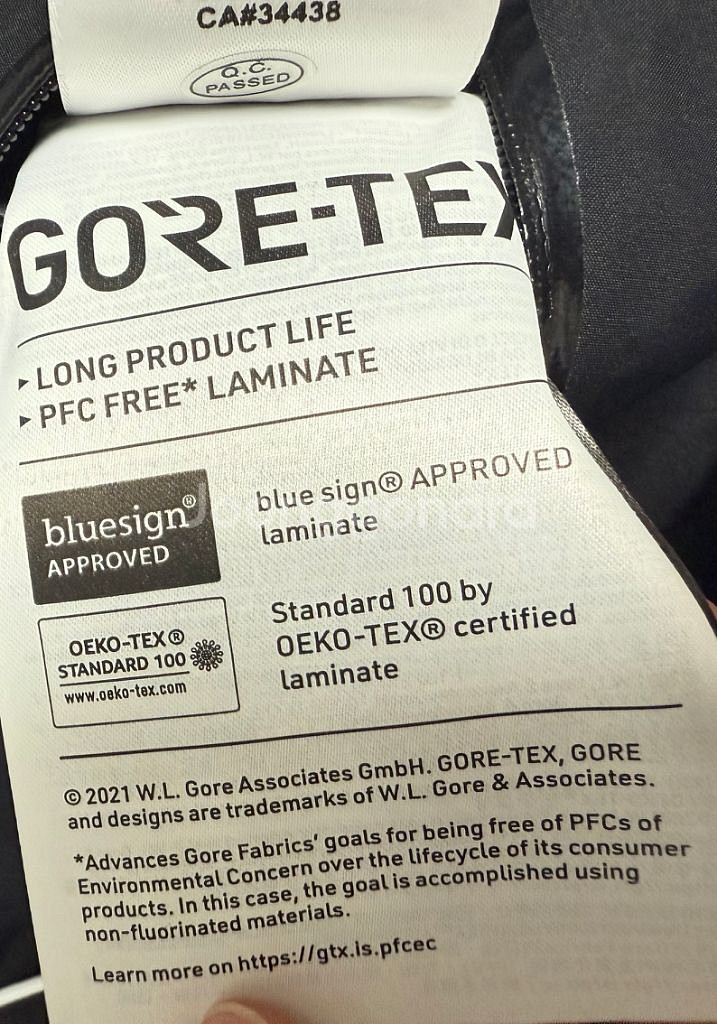 CA#34438
Q.C.
PASSED
GORE-TEX
LONG PRODUCT LIFE
PFC FREE* LAMINATE
bluesign®
APPROVED
blue sign® APPROVED
laminate
OEKO-TEX®
STANDARD 100
www.oeko-tex.com
Standard 100 by
OEKO-TEX® certified
laminate
© 2021 W.L. Gore Associates GmbH. GORE-TEX, GORE
and designs are trademarks of W.L. Gore & Associates.
*Advances Gore Fabrics' goals for being free of PFCs of
Environmental Concern over the lifecycle of its consumer
products. In this case, the goal is accomplished using
non-fluorinated materials.
Learn more on https://gtx.is.pfcec